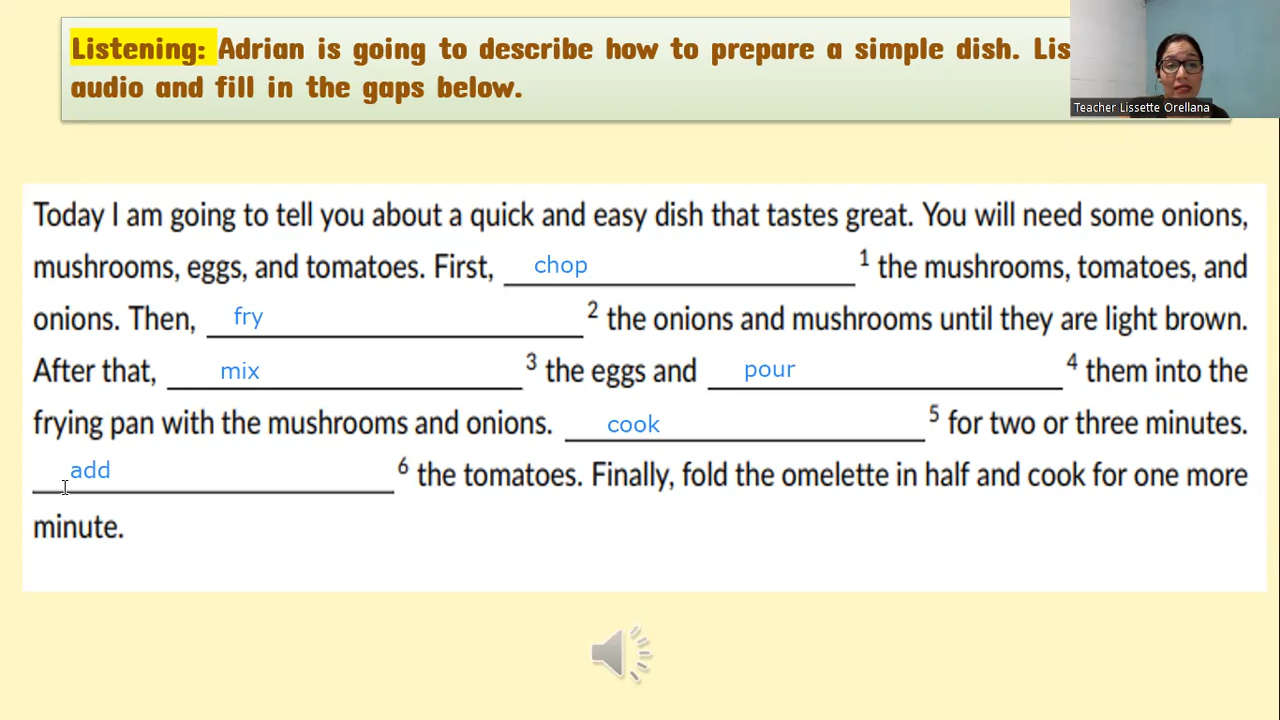 Listening: Adrian is going to describe how to prepare a simple dish. Lis
audio and fill in the gaps below.
Teacher Lissette Orellana
Today I am going to tell you about a quick and easy dish that tastes great. You will need some onions,
mushrooms, eggs, and tomatoes. First, chop 1 the mushrooms, tomatoes, and
onions. Then, fry 2 the onions and mushrooms until they are light brown.
After that, mix 3 the eggs and pour 4 them into the
frying pan with the mushrooms and onions. cook 5 for two or three minutes.
add 6 the tomatoes. Finally, fold the omelette in half and cook for one more
minute.